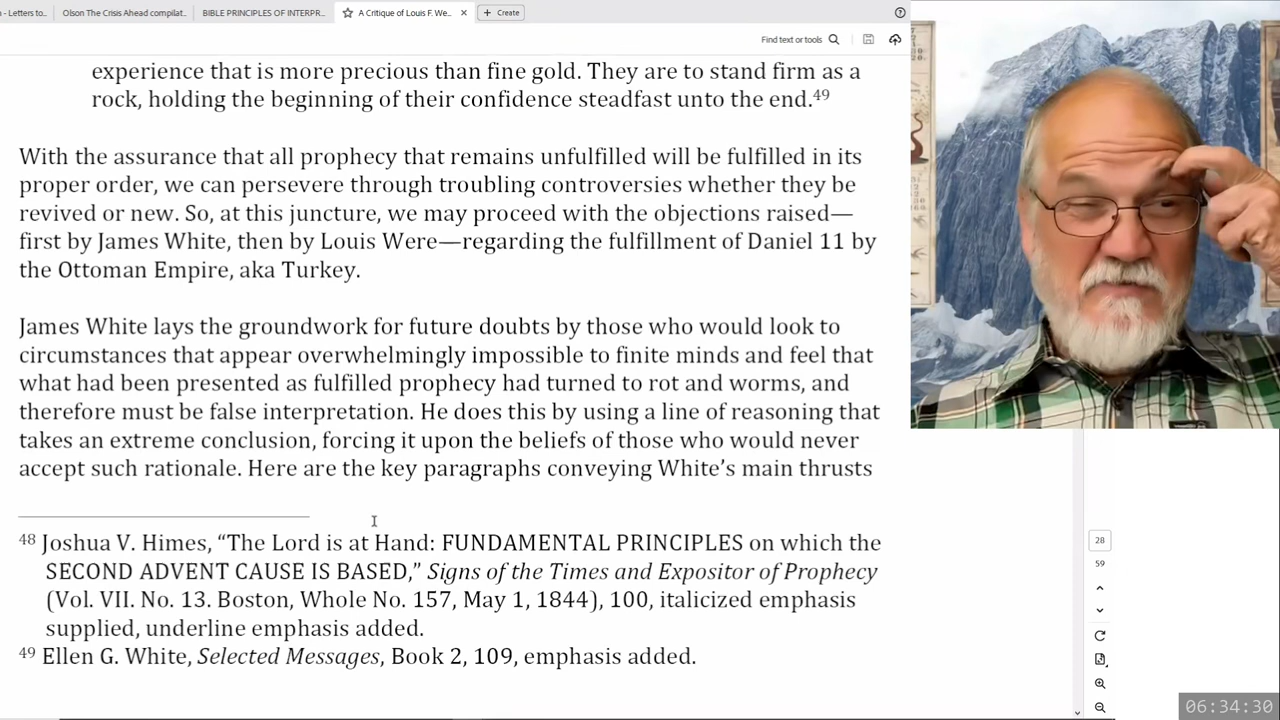 - Letters to..
Olson The Crisis Ahead compilat..
BIBLE PRINCIPLES OF INTERPR...
A Critique of Louis F. We...
Create
Find text or tools
experience that is more precious than fine gold. They are to stand firm as a
rock, holding the beginning of their confidence steadfast unto the end.⁴⁹
With the assurance that all prophecy that remains unfulfilled will be fulfilled in its
proper order, we can persevere through troubling controversies whether they be
revived or new. So, at this juncture, we may proceed with the objections raised—
first by James White, then by Louis Were—regarding the fulfillment of Daniel 11 by
the Ottoman Empire, aka Turkey.
James White lays the groundwork for future doubts by those who would look to
circumstances that appear overwhelmingly impossible to finite minds and feel that
what had been presented as fulfilled prophecy had turned to rot and worms, and
therefore must be false interpretation. He does this by using a line of reasoning that
takes an extreme conclusion, forcing it upon the beliefs of those who would never
accept such rationale. Here are the key paragraphs conveying White’s main thrusts
⁴⁸ Joshua V. Himes, “The Lord is at Hand: FUNDAMENTAL PRINCIPLES on which the
SECOND ADVENT CAUSE IS BASED,” Signs of the Times and Expositor of Prophecy
(Vol. VII. No. 13. Boston, Whole No. 157, May 1, 1844), 100, italicized emphasis
supplied, underline emphasis added.
⁴⁹ Ellen G. White, Selected Messages, Book 2, 109, emphasis added.
28
59
06:34:30